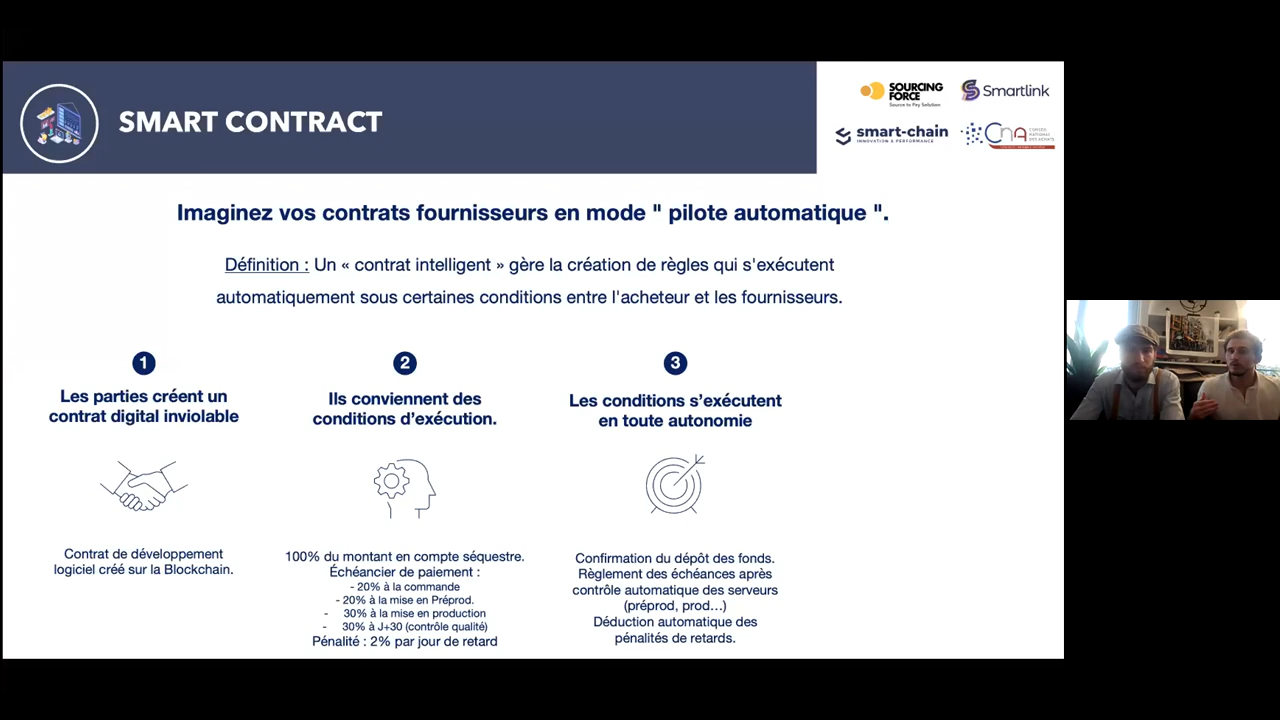 SMART CONTRACT
SOURCING
FORCE
Source to Pay Solution
Smartlink
smart-chain
INNOVATION & PERFORMANCE
CNA
CONSEIL
NATIONAL
DES ACHATS
Imaginez vos contrats fournisseurs en mode " pilote automatique ".
Définition : Un « contrat intelligent » gère la création de règles qui s'exécutent
automatiquement sous certaines conditions entre l'acheteur et les fournisseurs.
1
Les parties créent un
contrat digital inviolable
Contrat de développement
logiciel créé sur la Blockchain.
2
Ils conviennent des
conditions d'exécution.
100% du montant en compte séquestre.
Échéancier de paiement :
- 20% à la commande
- 20% à la mise en Préprod.
- 30% à la mise en production
- 30% à J+30 (contrôle qualité)
Pénalité : 2% par jour de retard
3
Les conditions s'exécutent
en toute autonomie
Confirmation du dépôt des fonds.
Règlement des échéances après
contrôle automatique des serveurs
(préprod, prod…)
Déduction automatique des
pénalités de retards.